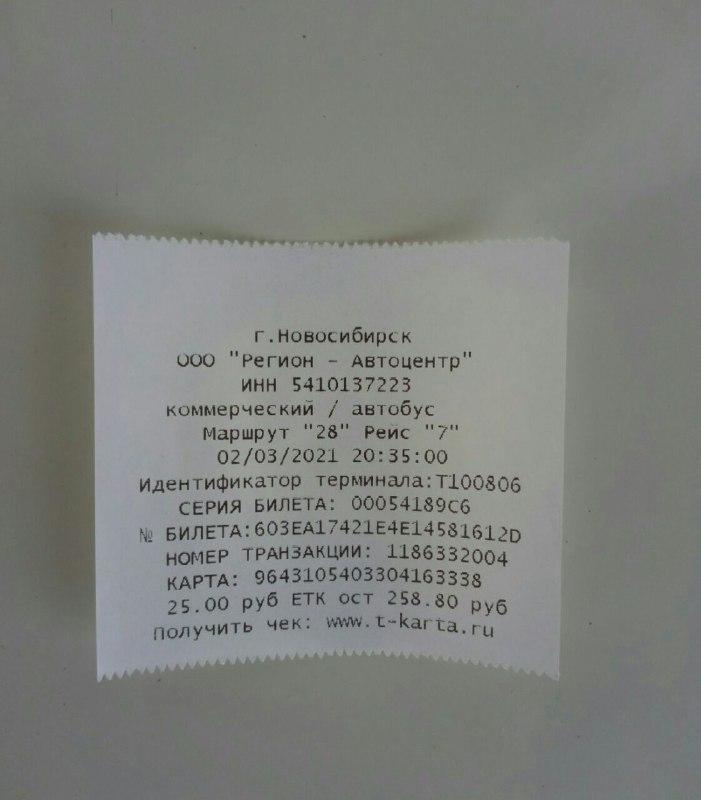 г.Новосибирск
ООО "Регион - Автоцентр"
ИНН 5410137223
коммерческий / автобус
Маршрут "28" Рейс "7"
02/03/2021 20:35:00
Идентификатор терминала:T100806
СЕРИЯ БИЛЕТА: 00054189C6
№ БИЛЕТА:603EA17421E4E14581612D
НОМЕР ТРАНЗАКЦИИ: 1186332004
КАРТА: 9643105403304163338
25.00 руб ЕТК ост 258.80 руб
Получить чек: www.t-karta.ru